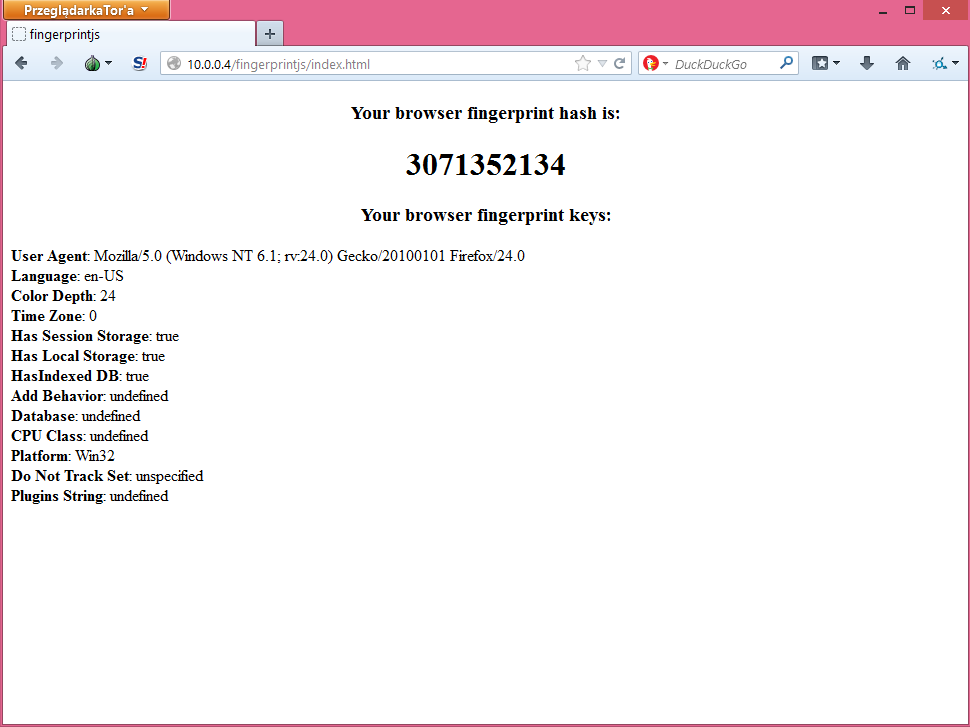 PrzeglądarkaTor'a
fingerprintjs
S!
10.0.0.4/fingerprintjs/index.html
DuckDuckGo
Your browser fingerprint hash is:
3071352134
Your browser fingerprint keys:
User Agent: Mozilla/5.0 (Windows NT 6.1; rv:24.0) Gecko/20100101 Firefox/24.0
Language: en-US
Color Depth: 24
Time Zone: 0
Has Session Storage: true
Has Local Storage: true
HasIndexed DB: true
Add Behavior: undefined
Database: undefined
CPU Class: undefined
Platform: Win32
Do Not Track Set: unspecified
Plugins String: undefined